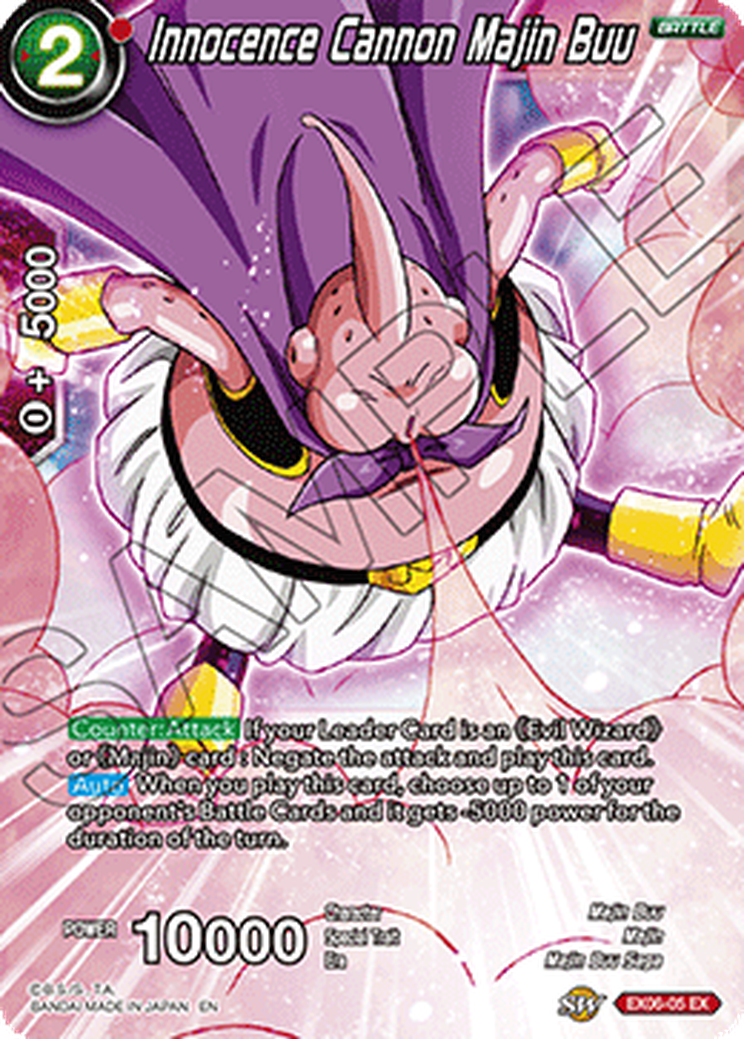 2
Innocence Cannon Majin Buu
BATTLE
0 + 5000
SAMPLE
Counter:Attack If your Leader Card is an 《Evil Wizard》
or 《Majin》 card : Negate the attack and play this card.
Auto When you play this card, choose up to 1 of your
opponent's Battle Cards and it gets -5000 power for the
duration of the turn.
POWER 10000
Character Majin Buu
Special Trait Majin
Era Majin Buu Saga
©B.S./S., T.A.
BANDAI MADE IN JAPAN EN
SW EX06-05 EX